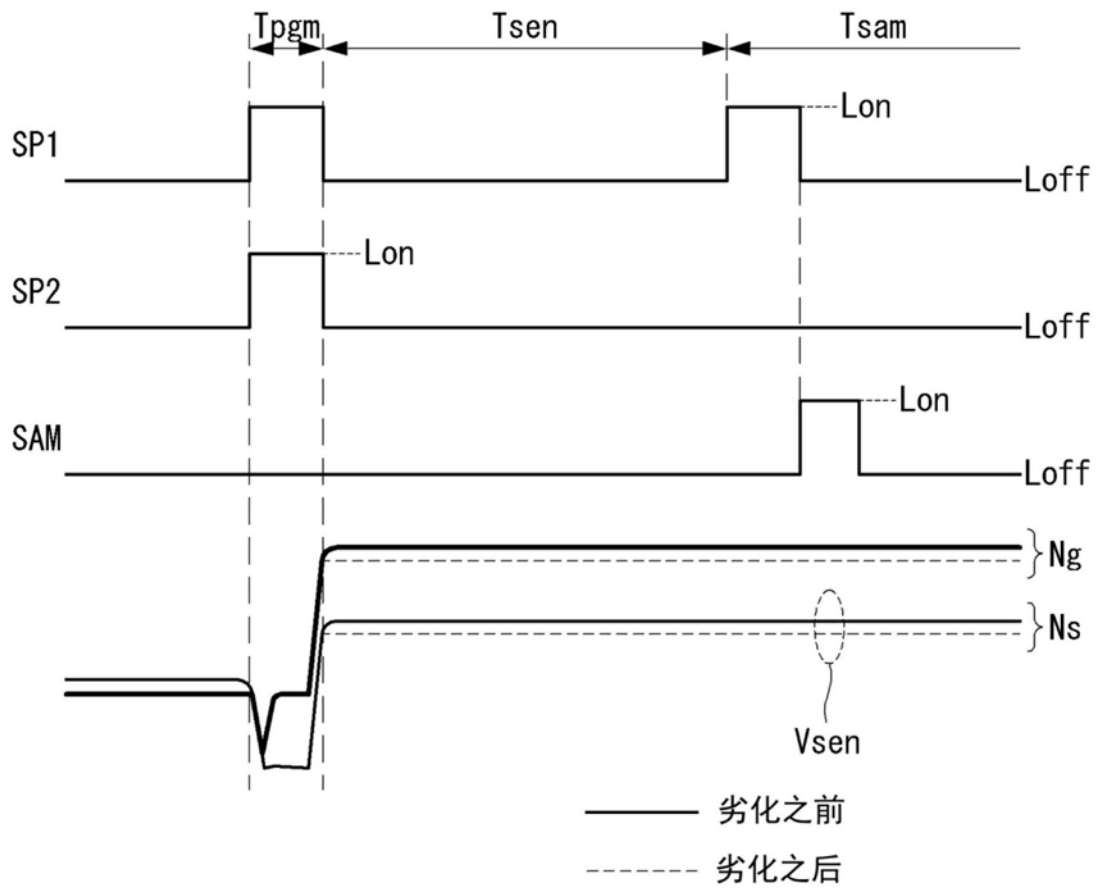 Tpgm Tsen Tsam
SP1 Lon Loff
SP2 Lon Loff
SAM Lon Loff
Ng
Ns
Vsen
劣化之前
劣化之后